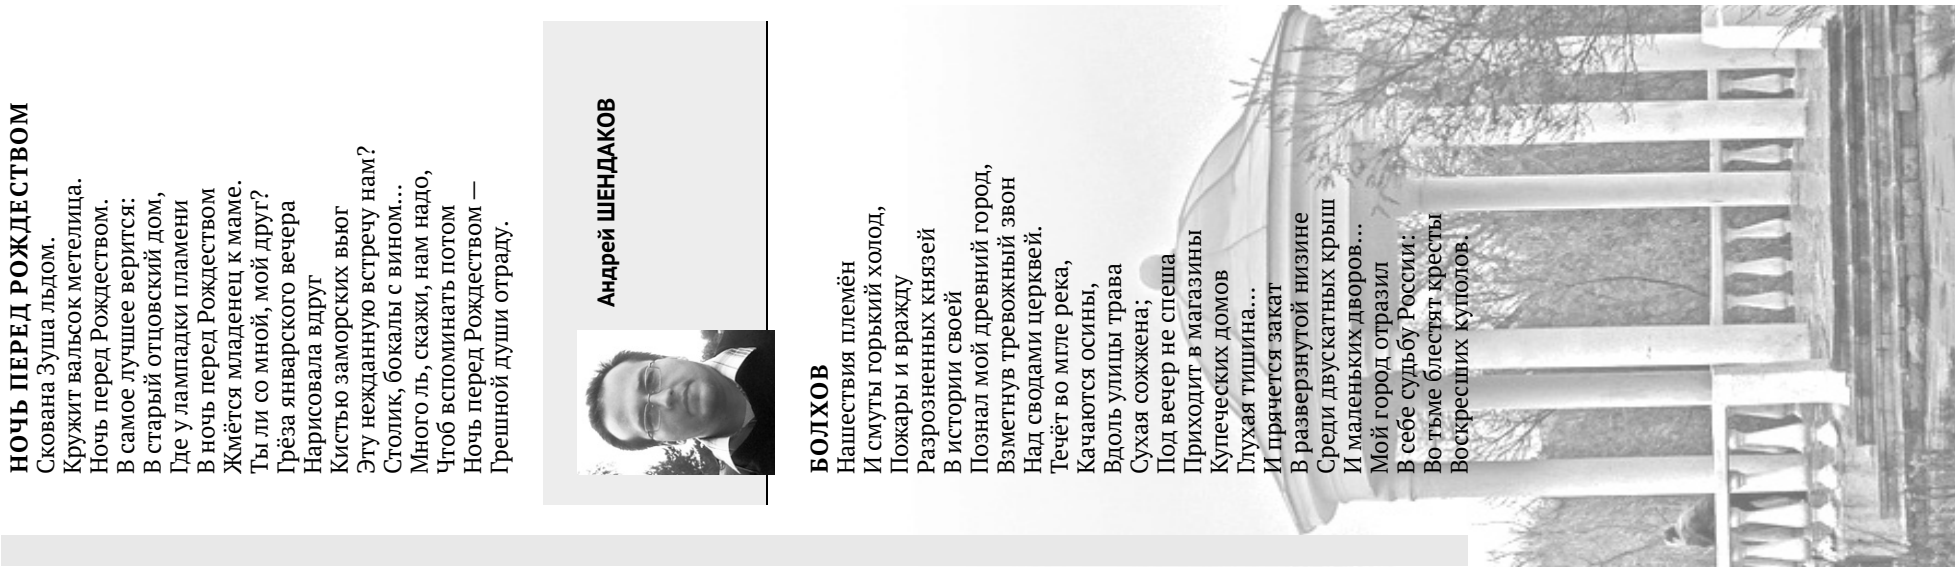 НОЧЬ ПЕРЕД РОЖДЕСТВОМ
Скована Зуша льдом.
Кружит вальсок метелица.
Ночь перед Рождеством.
В самое лучшее верится:
В старый отцовский дом,
Где у лампадки пламени
В ночь перед Рождеством
Жмётся младенец к маме.
Ты ли со мной, мой друг?
Грёза январского вечера
Нарисовала вдруг
Кистью заморских вьюг
Эту нежданную встречу нам?
Столик, бокалы с вином…
Много ль, скажи, нам надо,
Чтоб вспоминать потом
Ночь перед Рождеством —
Грешной души отраду.
Андрей ШЕНДАКОВ
БОЛХОВ
Нашествия племён
И смуты горький холод,
Пожары и вражду
Разрозненных князей
В истории своей
Познал мой древний город,
Взметнув тревожный звон
Над сводами церквей.
Течёт во мгле река,
Качаются осины,
Вдоль улицы трава
Сухая сожжена;
Под вечер не спеша
Приходит в магазины
Купеческих домов
Глухая тишина…
И прячется закат
В разверзнутой низине
Среди двускатных крыш
И маленьких дворов…
Мой город отразил
В себе судьбу России:
Во тьме блестят кресты
Воскресших куполов.